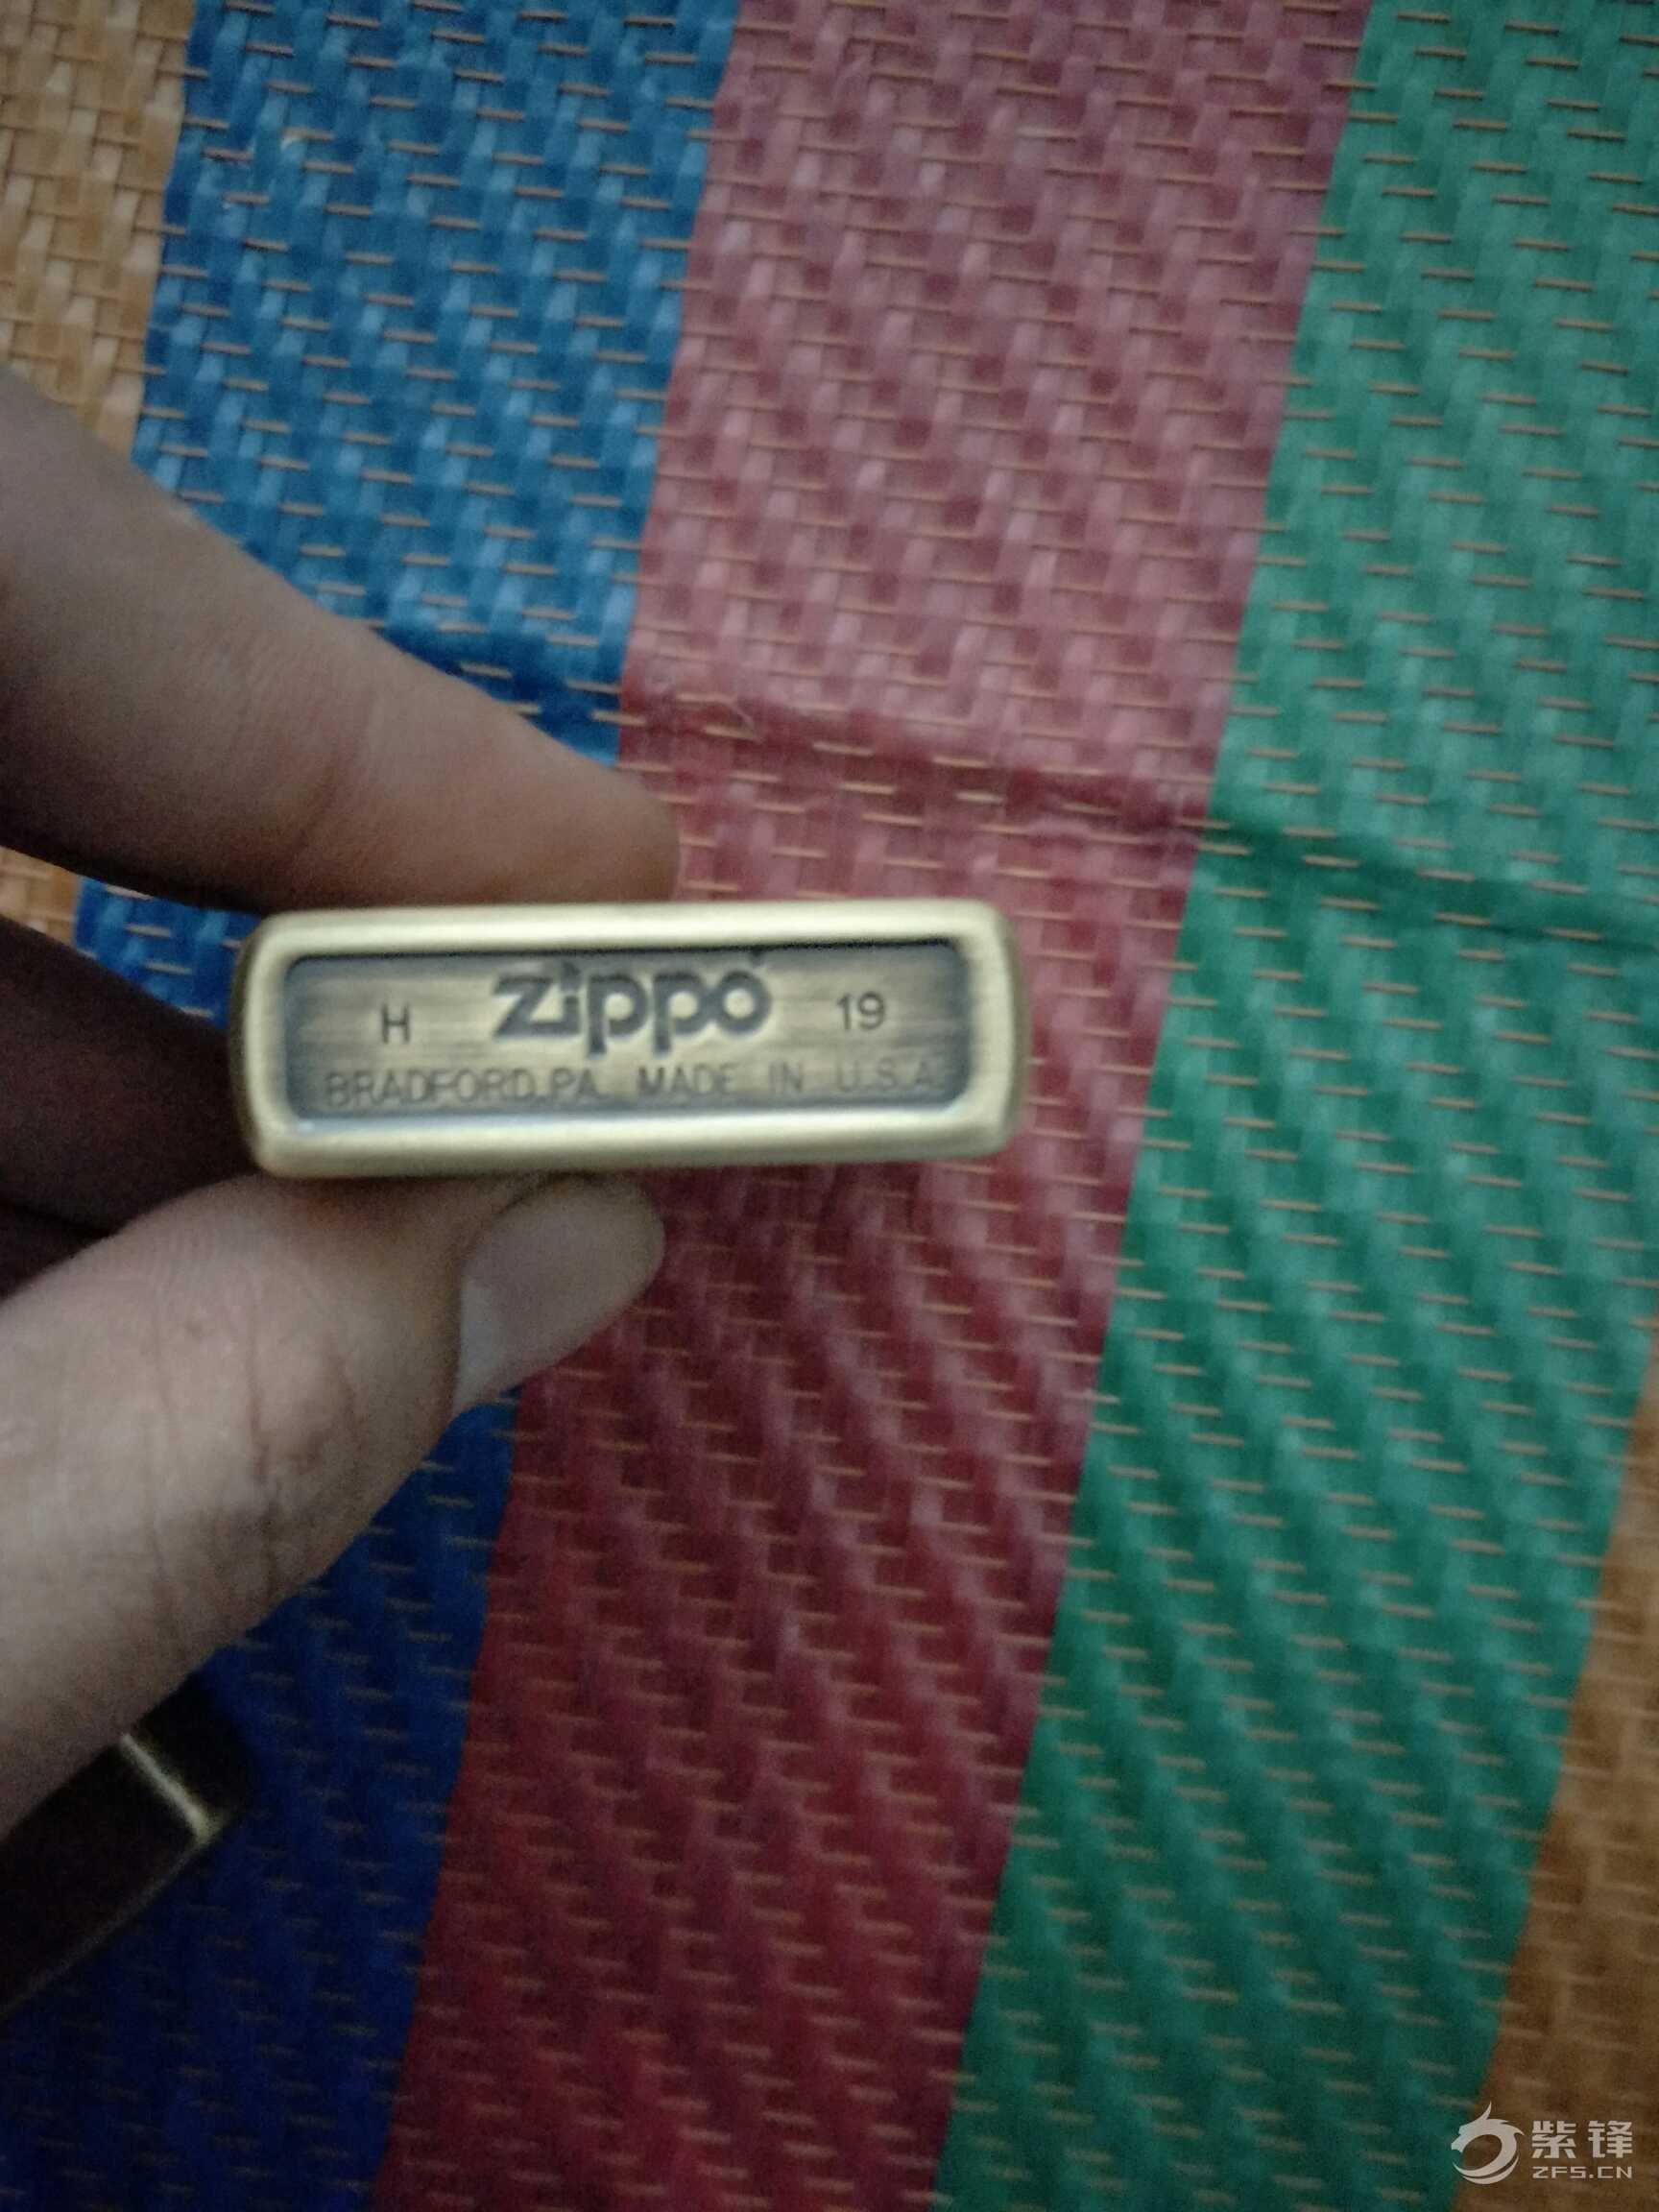 H zippo 19
BRADFORD.PA. MADE IN U.S.A.
紫锋
ZFS.CN